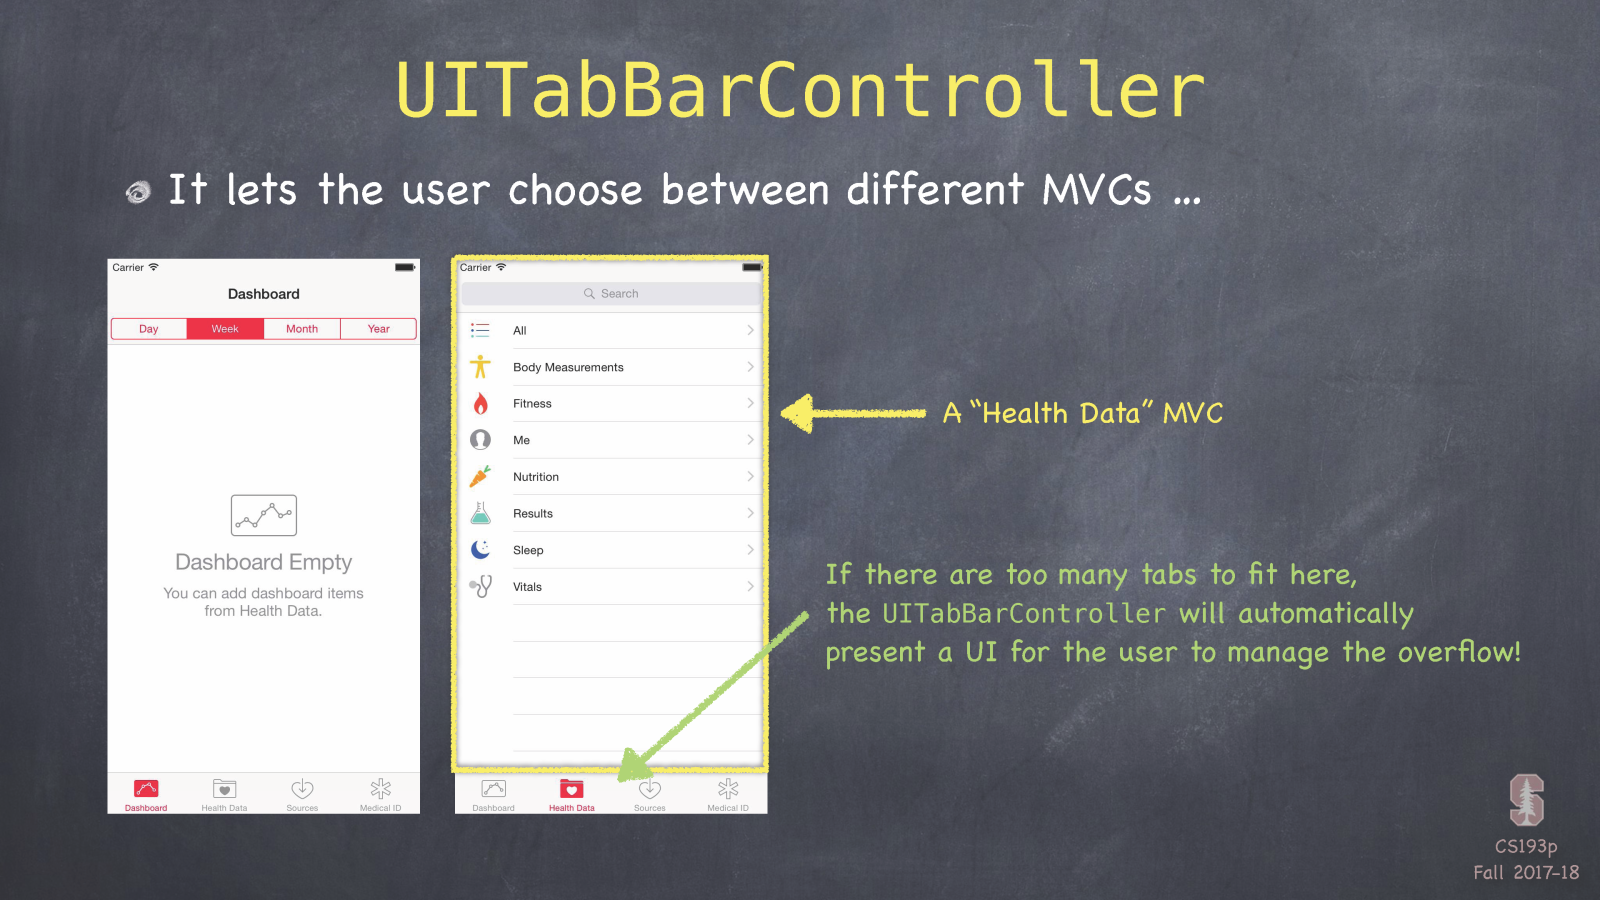 UITabBarController
It lets the user choose between different MVCs ...
Carrier
Dashboard
Day Week Month Year
Dashboard Empty
You can add dashboard items
from Health Data.
Dashboard Health Data Sources Medical ID
Carrier
Search
All
Body Measurements
Fitness
Me
Nutrition
Results
Sleep
Vitals
Dashboard Health Data Sources Medical ID
A “Health Data” MVC
If there are too many tabs to fit here,
the UITabBarController will automatically
present a UI for the user to manage the overflow!
S
CS193p
Fall 2017-18